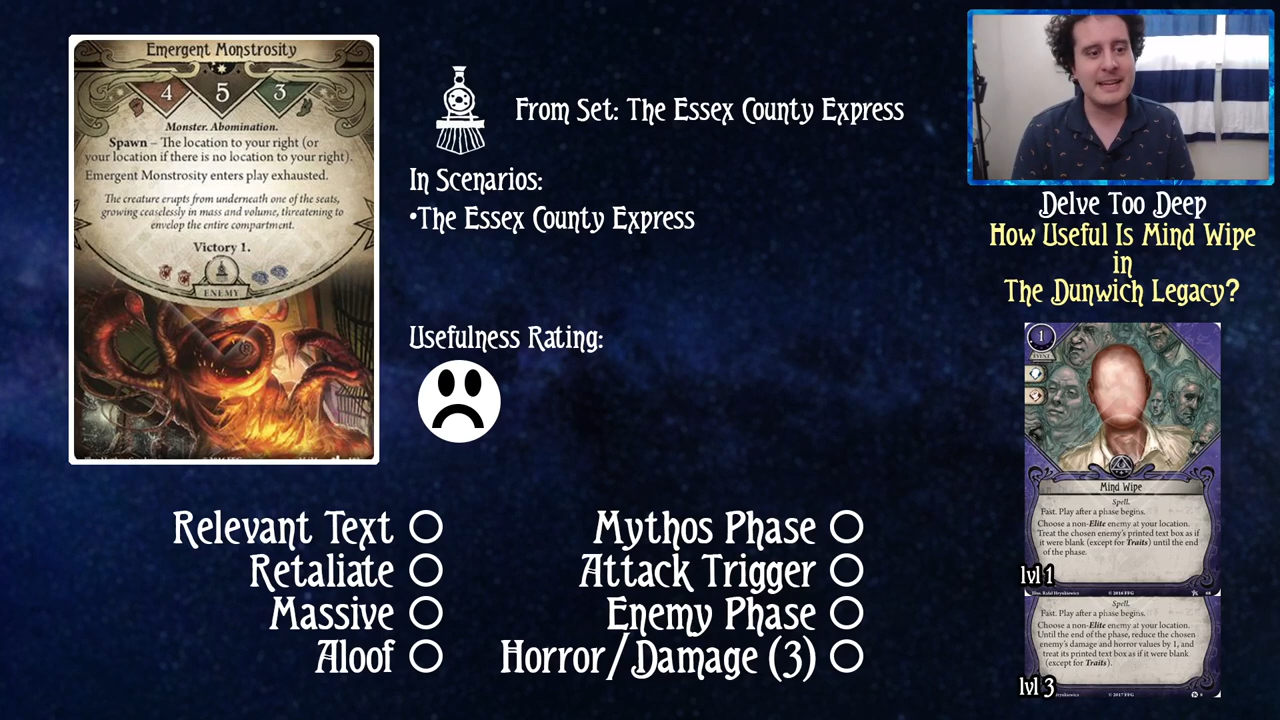 Emergent Monstrosity
4 5 3
Monster. Abomination.
Spawn – The location to your right (or
your location if there is no location to your right).
Emergent Monstrosity enters play exhausted.
The creature erupts from underneath one of the seats,
growing ceaselessly in mass and volume, threatening to
envelop the entire compartment.
Victory 1.
ENEMY
From Set: The Essex County Express
In Scenarios:
•The Essex County Express
Usefulness Rating:
Relevant Text
Retaliate
Massive
Aloof
Mythos Phase
Attack Trigger
Enemy Phase
Horror/Damage (3)
Delve Too Deep
How Useful Is Mind Wipe
in
The Dunwich Legacy?
1
EVENT
Mind Wipe
Spell.
Fast. Play after a phase begins.
Choose a non-Elite enemy at your location.
Treat the chosen enemy's printed text box as if
it were blank (except for Traits) until the end
of the phase.
lvl 1
© 2016 FFG
Spell.
Fast. Play after a phase begins.
Choose a non-Elite enemy at your location.
Until the end of the phase, reduce the chosen
enemy's damage and horror values by 1, and
treat its printed text box as if it were blank
(except for Traits).
lvl 3
© 2017 FFG